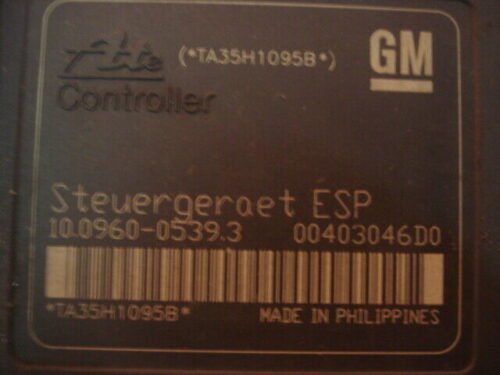 Ate (*TA35H1095B*) GM
Controller
Steuergeraet ESP
10.0960-0539.3 00403046D0
*TA35H1095B* MADE IN PHILIPPINES